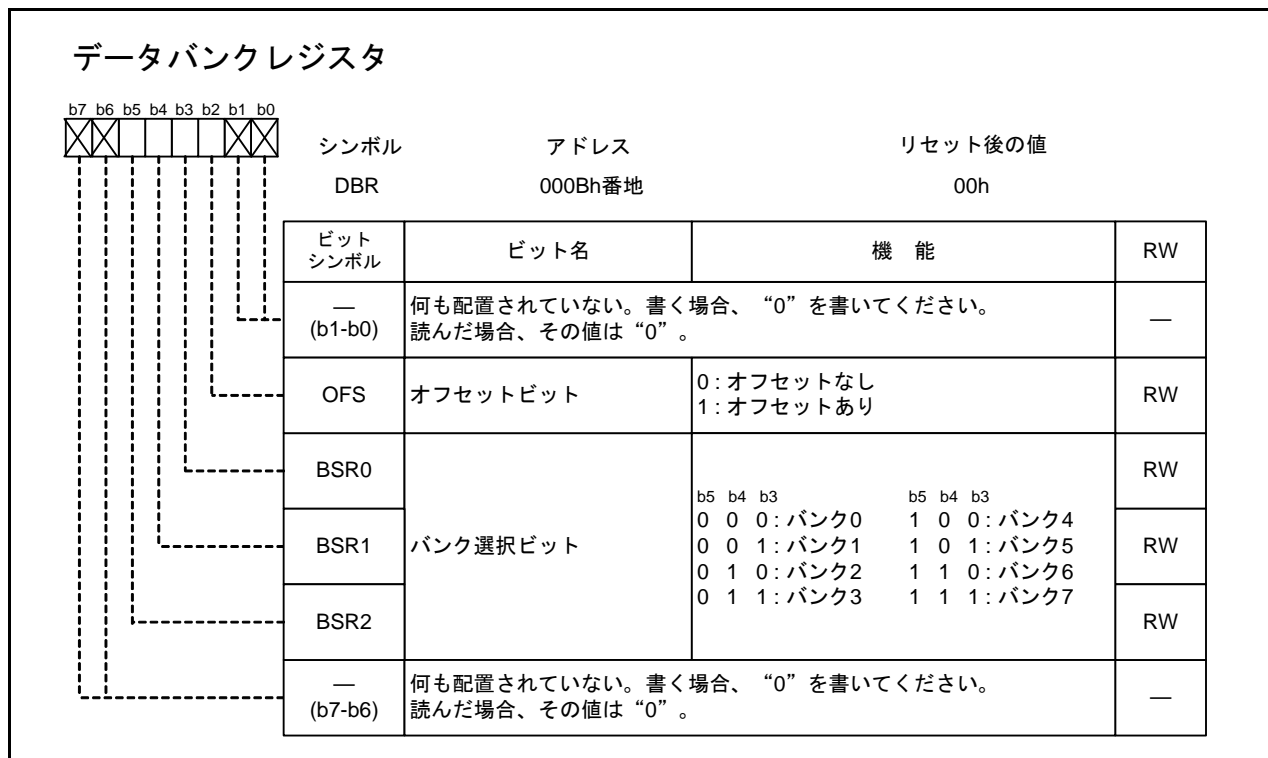 データバンクレジスタ
b7 b6 b5 b4 b3 b2 b1 b0
シンボル アドレス リセット後の値
DBR 000Bh番地 00h
ビット
シンボル
ビット名
機 能
RW
—
(b1-b0)
何も配置されていない。書く場合、“0”を書いてください。
読んだ場合、その値は“0”。
—
OFS
オフセットビット
0 : オフセットなし
1 : オフセットあり
RW
BSR0
RW
BSR1
バンク選択ビット
b5 b4 b3 b5 b4 b3
0 0 0 : バンク0 1 0 0 : バンク4
0 0 1 : バンク1 1 0 1 : バンク5
0 1 0 : バンク2 1 1 0 : バンク6
0 1 1 : バンク3 1 1 1 : バンク7
RW
BSR2
RW
—
(b7-b6)
何も配置されていない。書く場合、“0”を書いてください。
読んだ場合、その値は“0”。
—